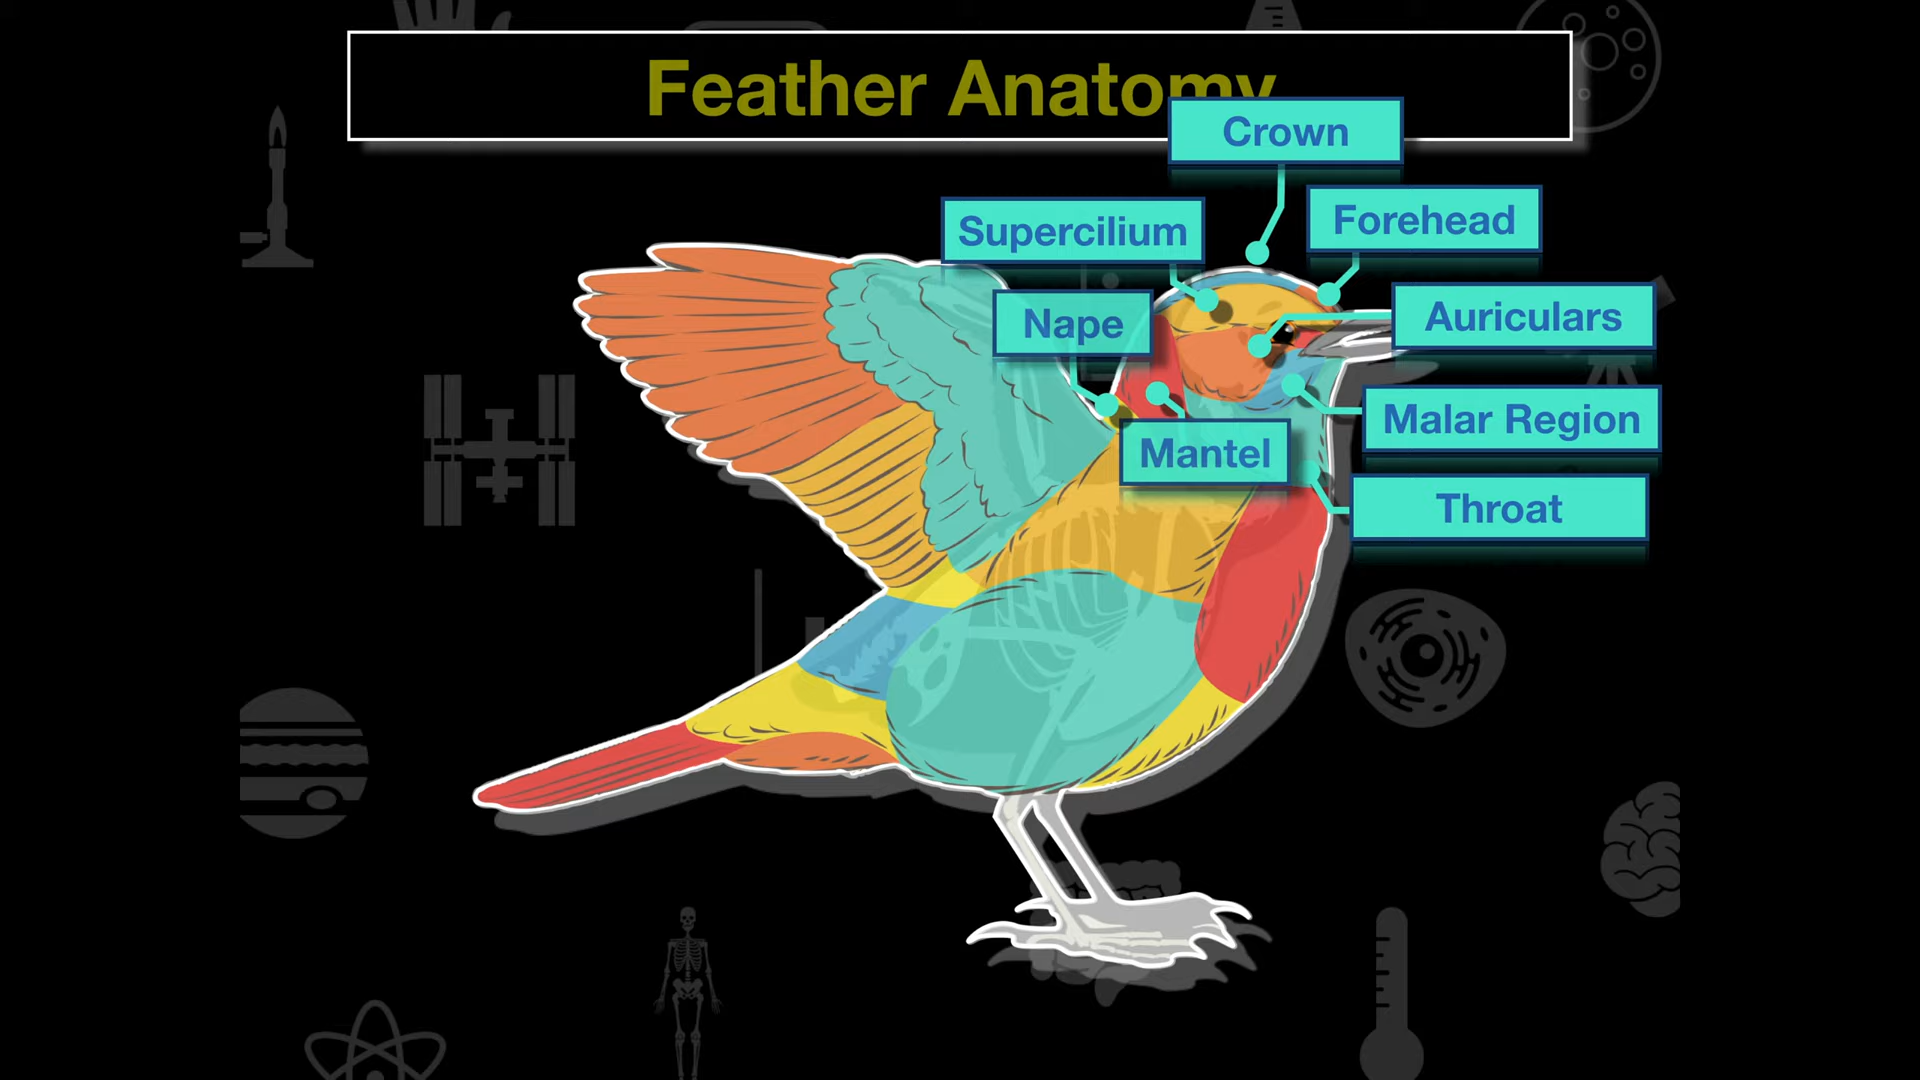 Feather Anatomy
Crown
Supercilium
Forehead
Nape
Auriculars
Malar Region
Mantel
Throat